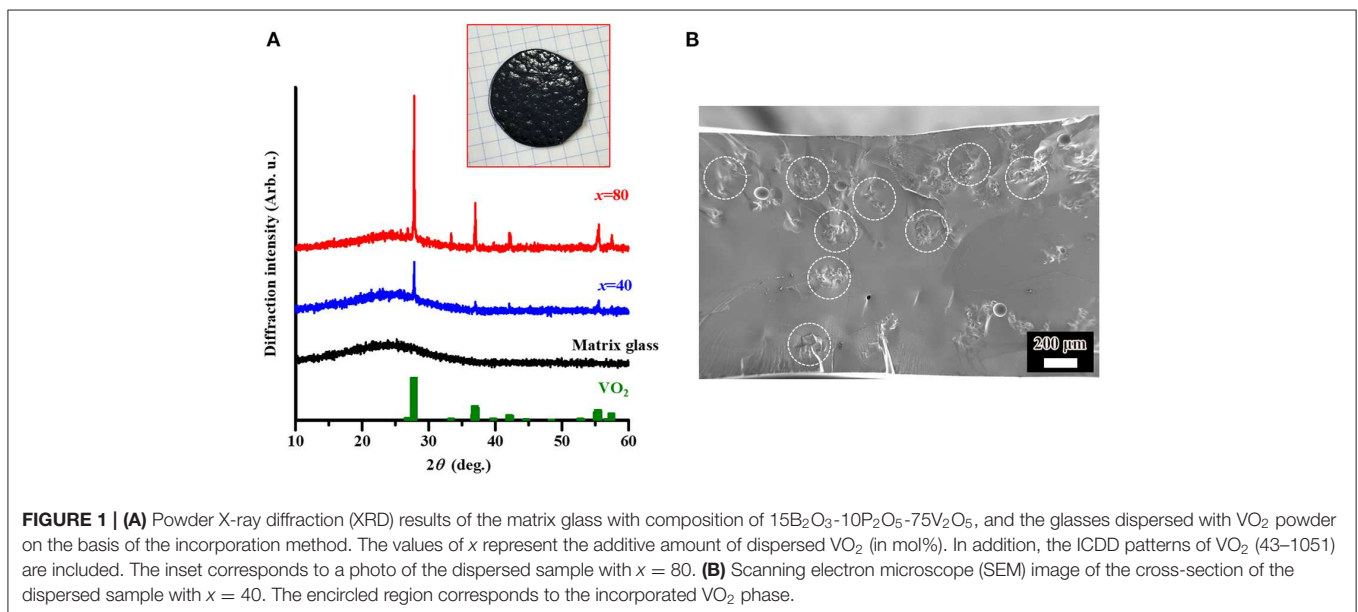 A
B
x=80
x=40
Matrix glass
VO₂
Diffraction intensity (Arb. u.)
10 20 30 40 50 60
2θ (deg.)
200 μm
FIGURE 1 | (A) Powder X-ray diffraction (XRD) results of the matrix glass with composition of 15B₂O₃-10P₂O₅-75V₂O₅, and the glasses dispersed with VO₂ powder
on the basis of the incorporation method. The values of x represent the additive amount of dispersed VO₂ (in mol%). In addition, the ICDD patterns of VO₂ (43–1051)
are included. The inset corresponds to a photo of the dispersed sample with x = 80. (B) Scanning electron microscope (SEM) image of the cross-section of the
dispersed sample with x = 40. The encircled region corresponds to the incorporated VO₂ phase.